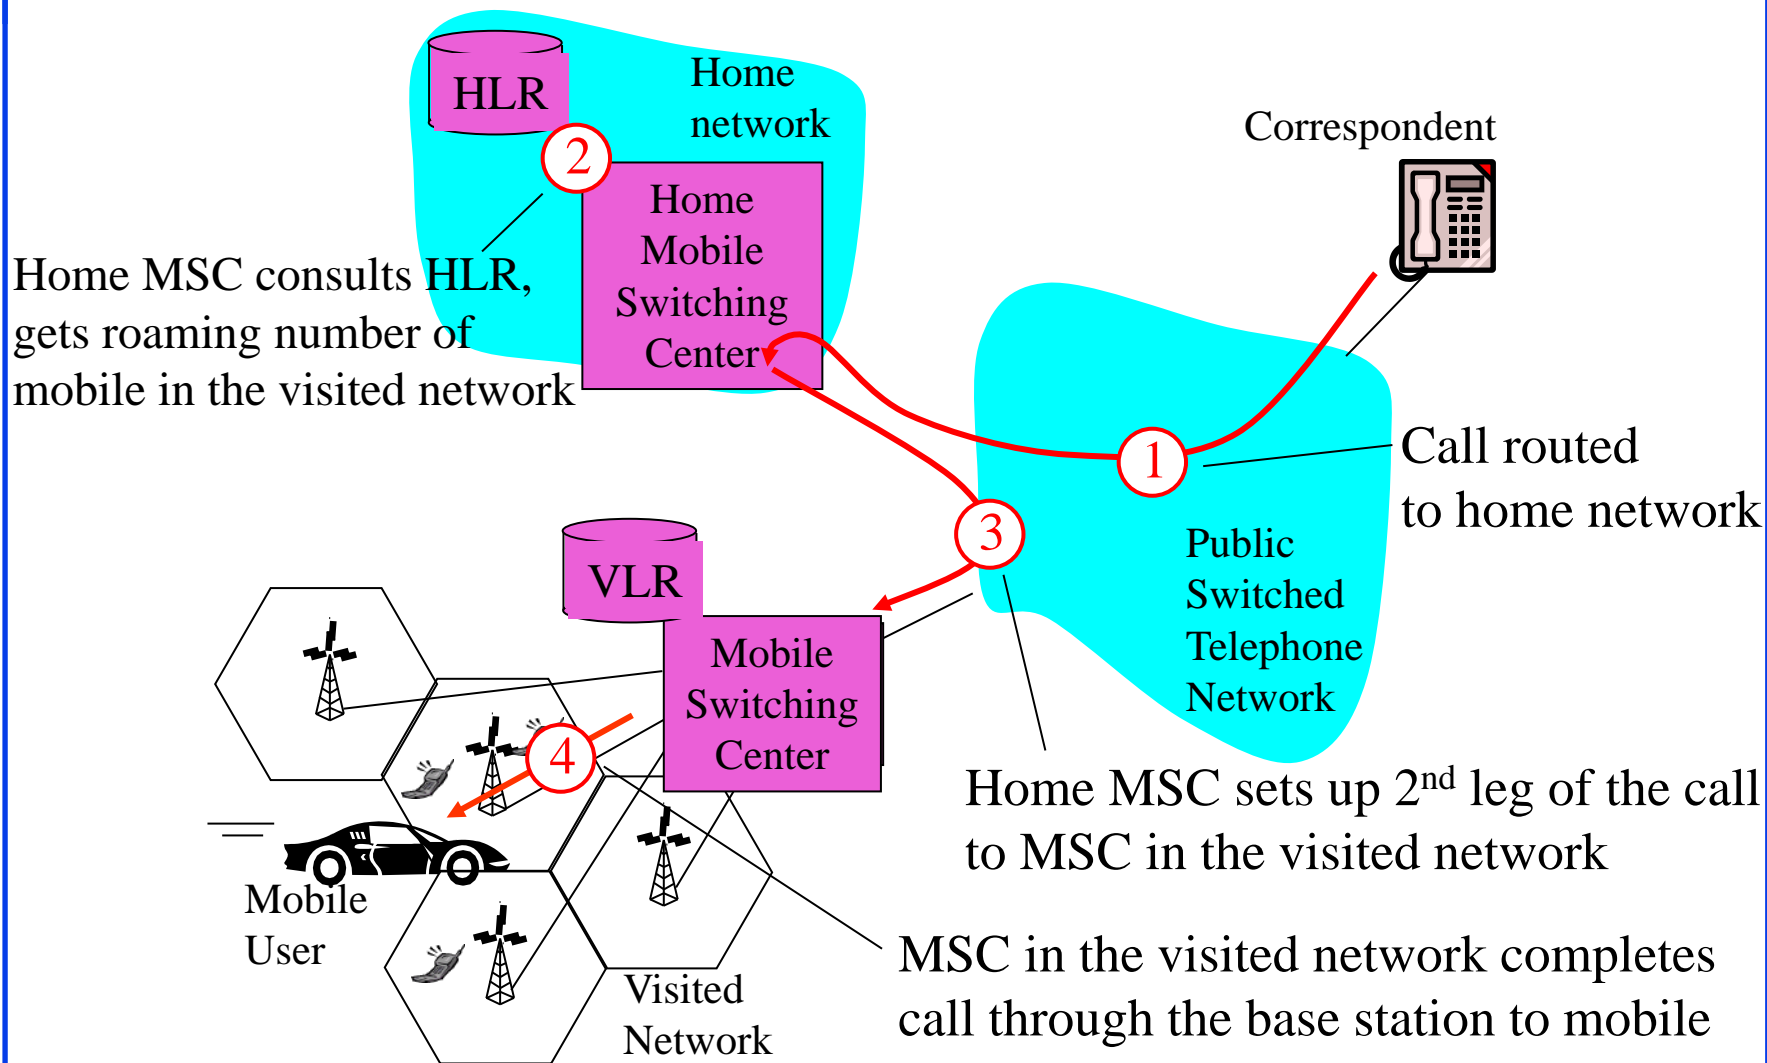 HLR
Home
network
2
Home
Mobile
Switching
Center
Correspondent
Home MSC consults HLR,
gets roaming number of
mobile in the visited network
1
Call routed
to home network
3
Public
Switched
Telephone
Network
VLR
Mobile
Switching
Center
4
Home MSC sets up 2nd leg of the call
to MSC in the visited network
Mobile
User
MSC in the visited network completes
call through the base station to mobile
Visited
Network